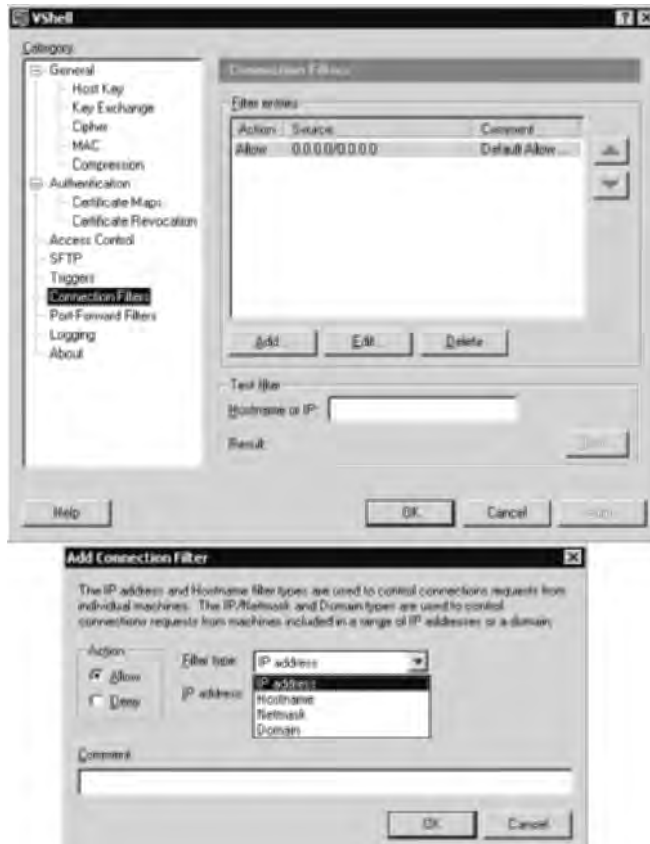 VShell
Category
General
Host Key
Key Exchange
Cipher
MAC
Compression
Authentication
Certificate Maps
Certificate Revocation
Access Control
SFTP
Triggers
Connection Filters
Port-Forward Filters
Logging
About
Connection Filters
Filter entries
Action Source Comment
Allow 0.0.0.0/0.0.0.0 Default Allow ...
Add... Edit... Delete
Test filter
Hostname or IP:
Result:
Test...
Help OK Cancel Apply
Add Connection Filter
The IP address and Hostname filter types are used to control connections requests from
individual machines. The IP/Netmask and Domain types are used to control
connections requests from machines included in a range of IP addresses or a domain.
Action
Allow
Deny
Filter type: IP address
IP address
IP address
Hostname
Netmask
Domain
Comment
OK Cancel